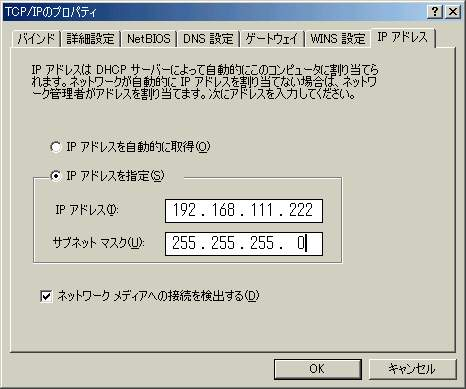 TCP/IPのプロパティ
バインド 詳細設定 NetBIOS DNS 設定 ゲートウェイ WINS 設定 IP アドレス
IP アドレスは DHCP サーバーによって自動的にこのコンピュータに割り当てら
れます。ネットワークが自動的に IP アドレスを割り当てない場合は、ネットワ
ーク管理者がアドレスを割り当てます。次にアドレスを入力してください。
IP アドレスを自動的に取得(O)
IP アドレスを指定(S)
IP アドレス(I): 192.168.111.222
サブネット マスク(U): 255.255.255. 0
ネットワーク メディアへの接続を検出する(D)
OK キャンセル